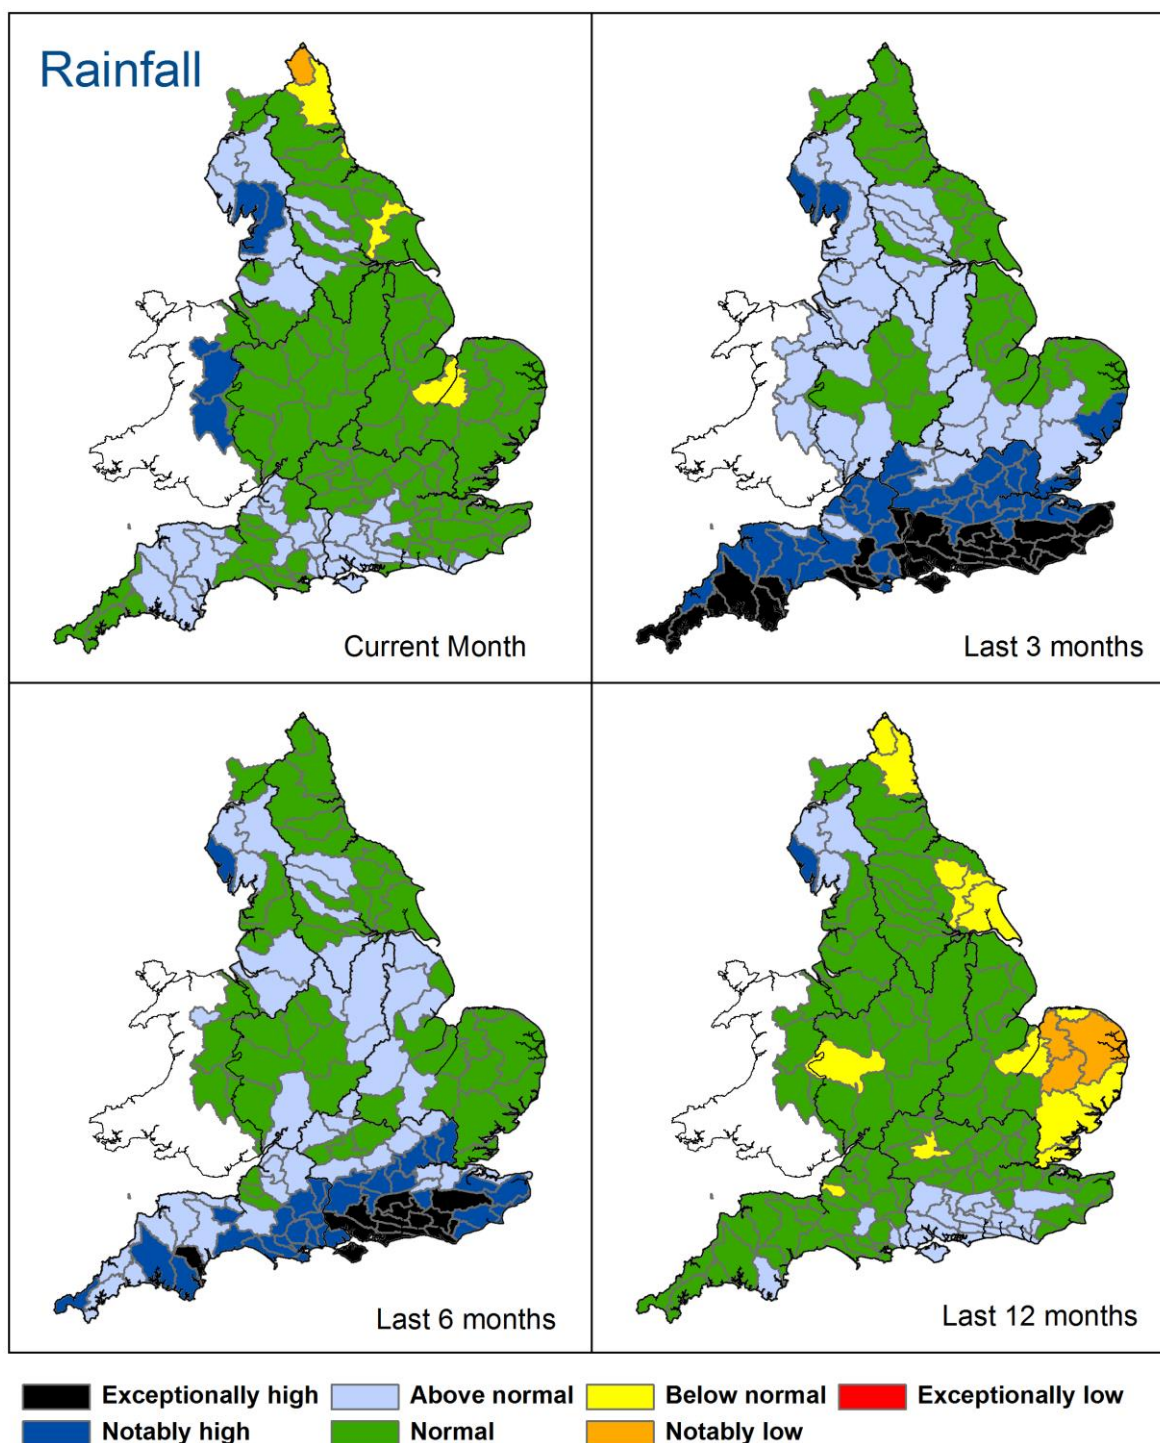 Rainfall
Current Month
Last 3 months
Last 6 months
Last 12 months
Exceptionally high
Above normal
Below normal
Exceptionally low
Notably high
Normal
Notably low